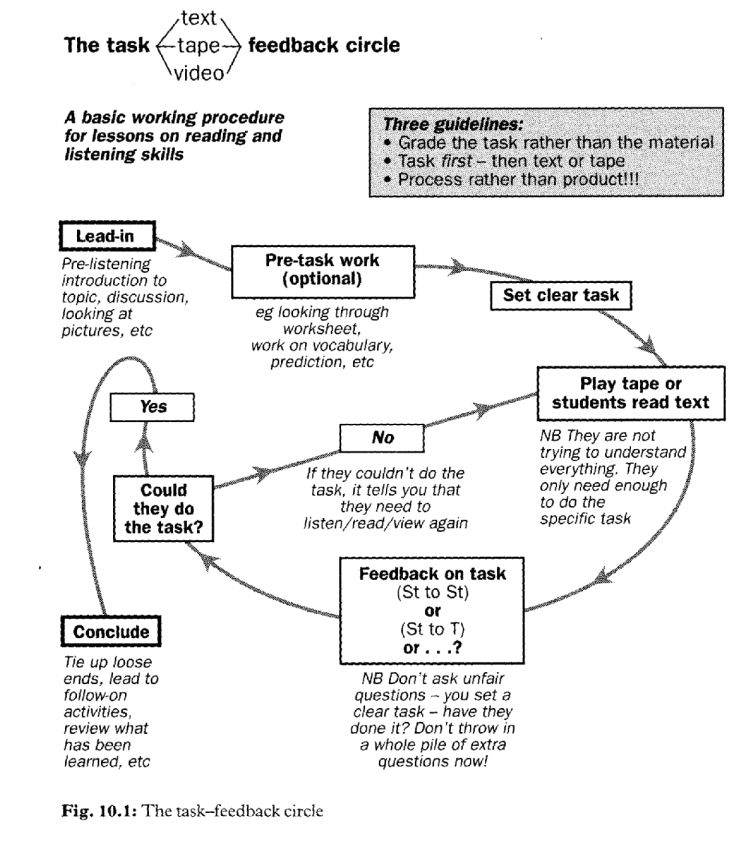 text
The task tape feedback circle
video
A basic working procedure
for lessons on reading and
listening skills
Three guidelines:
• Grade the task rather than the material
• Task first – then text or tape
• Process rather than product!!!
Lead-in
Pre-listening
introduction to
topic, discussion,
looking at
pictures, etc
Pre-task work
(optional)
eg looking through
worksheet,
work on vocabulary,
prediction, etc
Set clear task
Play tape or
students read text
NB They are not
trying to understand
everything. They
only need enough
to do the
specific task
Yes
No
If they couldn't do the
task, it tells you that
they need to
listen/read/view again
Could
they do
the task?
Feedback on task
(St to St)
or
(St to T)
or . . .?
NB Don't ask unfair
questions – you set a
clear task – have they
done it? Don't throw in
a whole pile of extra
questions now!
Conclude
Tie up loose
ends, lead to
follow-on
activities,
review what
has been
learned, etc
Fig. 10.1: The task–feedback circle